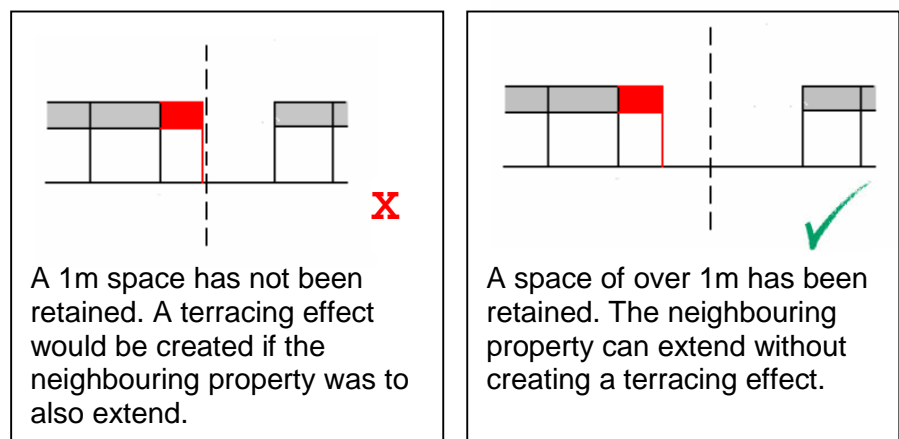 X
A 1m space has not been
retained. A terracing effect
would be created if the
neighbouring property was to
also extend.
A space of over 1m has been
retained. The neighbouring
property can extend without
creating a terracing effect.